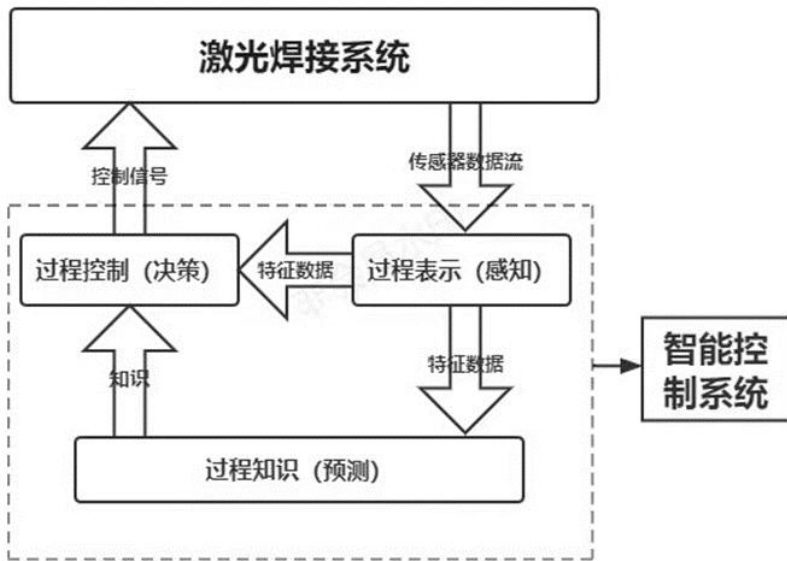 激光焊接系统
控制信号
传感器数据流
过程控制（决策）
特征数据
过程表示（感知）
知识
特征数据
智能控
制系统
过程知识（预测）